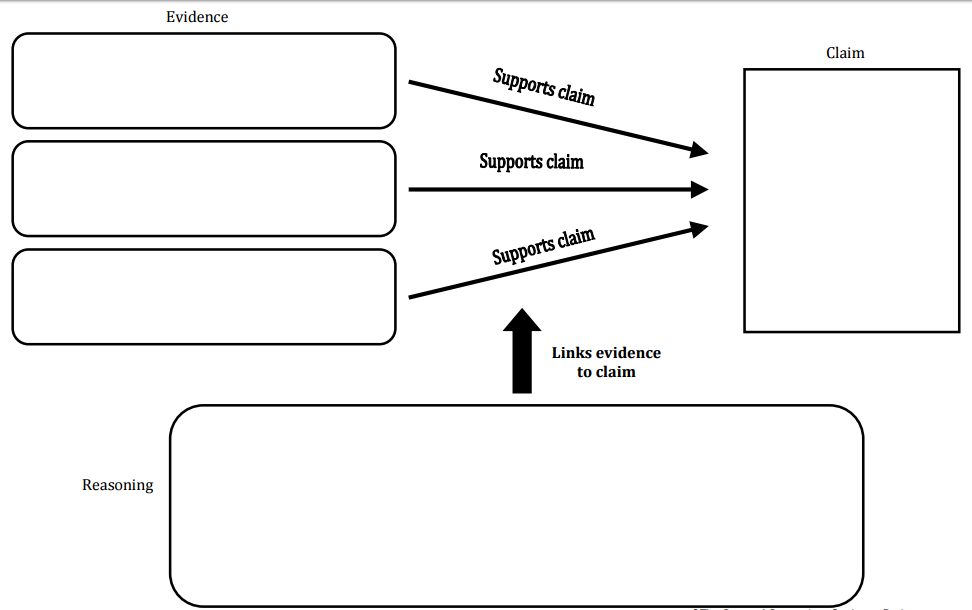 Evidence
Claim
Supports claim
Supports claim
Supports claim
Links evidence
to claim
Reasoning